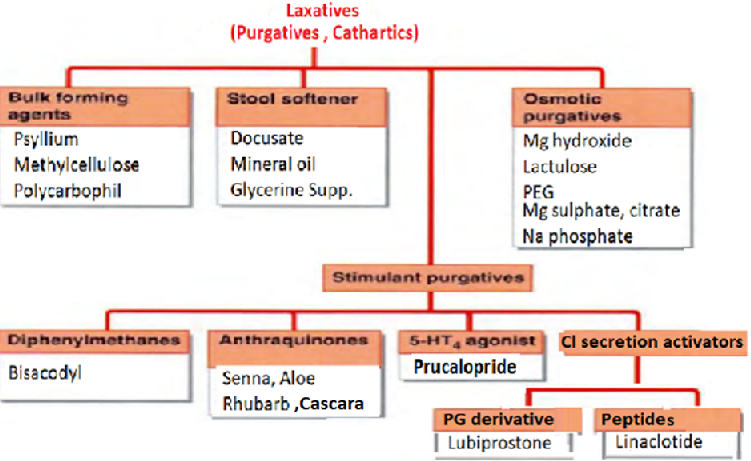 Laxatives
(Purgatives , Cathartics)
Bulk forming
agents
Psyllium
Methylcellulose
Polycarbophil
Stool softener
Docusate
Mineral oil
Glycerine Supp.
Osmotic
purgatives
Mg hydroxide
Lactulose
PEG
Mg sulphate, citrate
Na phosphate
Stimulant purgatives
Diphenylmethanes
Bisacodyl
Anthraquinones
Senna, Aloe
Rhubarb ,Cascara
5-HT₄ agonist
Prucalopride
Cl secretion activators
PG derivative
Lubiprostone
Peptides
Linaclotide